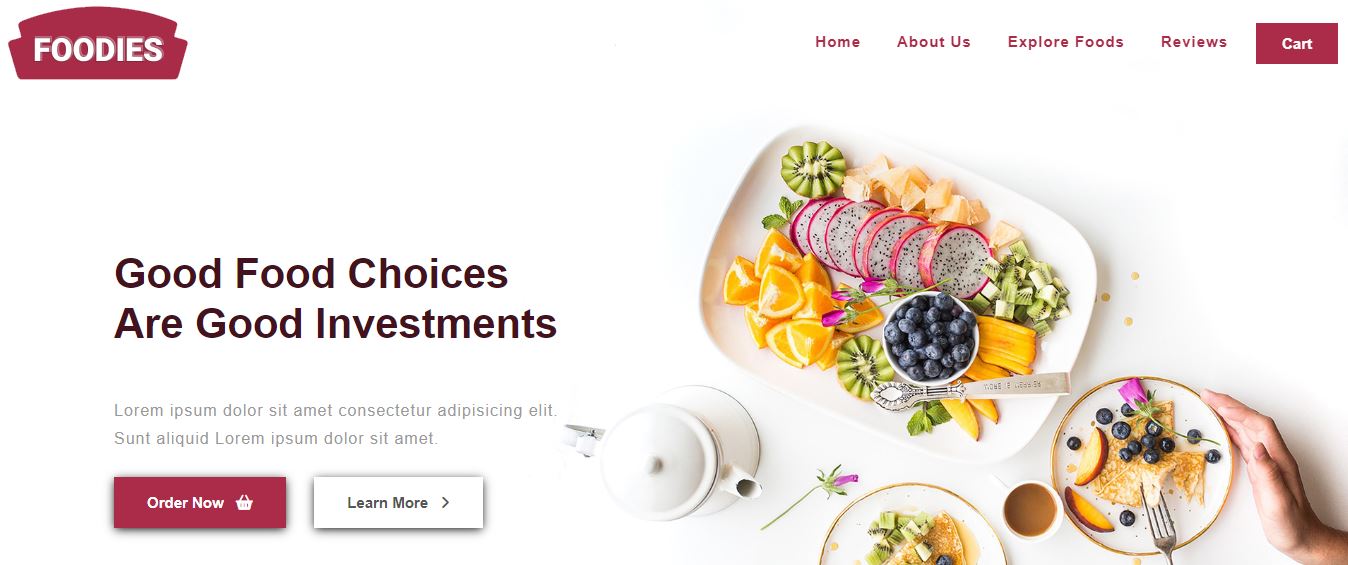 FOODIES
Home About Us Explore Foods Reviews Cart
Good Food Choices
Are Good Investments
Lorem ipsum dolor sit amet consectetur adipisicing elit.
Sunt aliquid Lorem ipsum dolor sit amet.
Order Now Learn More